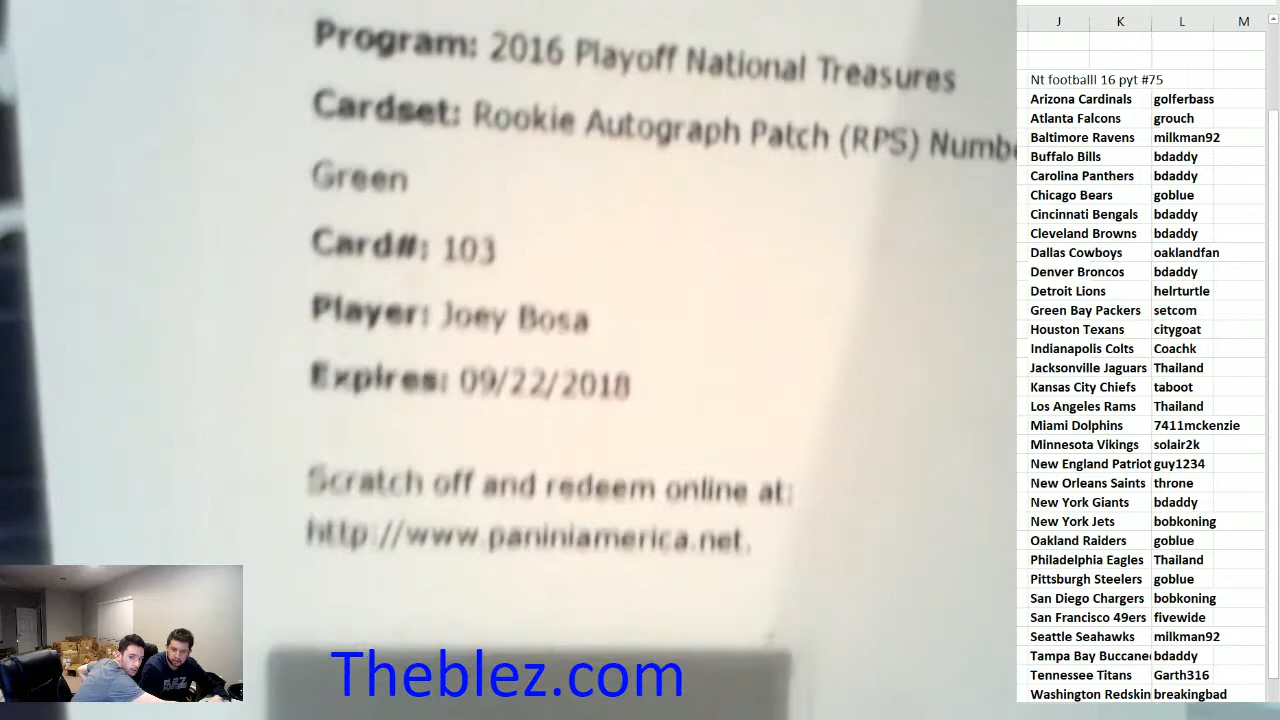 Program: 2016 Playoff National Treasures
Cardset: Rookie Autograph Patch (RPS)
Green
Card#: 103
Player: Joey Bosa
Expires: 09/22/2018
Scratch off and redeem online at:
http://www.paniniamerica.net.
Theblez.com
J K L M
Nt footballl 16 pyt #75
Arizona Cardinals golferbass
Atlanta Falcons grouch
Baltimore Ravens milkman92
Buffalo Bills bdaddy
Carolina Panthers bdaddy
Chicago Bears goblue
Cincinnati Bengals bdaddy
Cleveland Browns bdaddy
Dallas Cowboys oaklandfan
Denver Broncos bdaddy
Detroit Lions helrturtle
Green Bay Packers setcom
Houston Texans citygoat
Indianapolis Colts Coachk
Jacksonville Jaguars Thailand
Kansas City Chiefs taboot
Los Angeles Rams Thailand
Miami Dolphins 7411mckenzie
Minnesota Vikings solair2k
New England Patriot guy1234
New Orleans Saints throne
New York Giants bdaddy
New York Jets bobkoning
Oakland Raiders goblue
Philadelphia Eagles Thailand
Pittsburgh Steelers goblue
San Diego Chargers bobkoning
San Francisco 49ers fivewide
Seattle Seahawks milkman92
Tampa Bay Buccane bdaddy
Tennessee Titans Garth316
Washington Redskin breakingbad